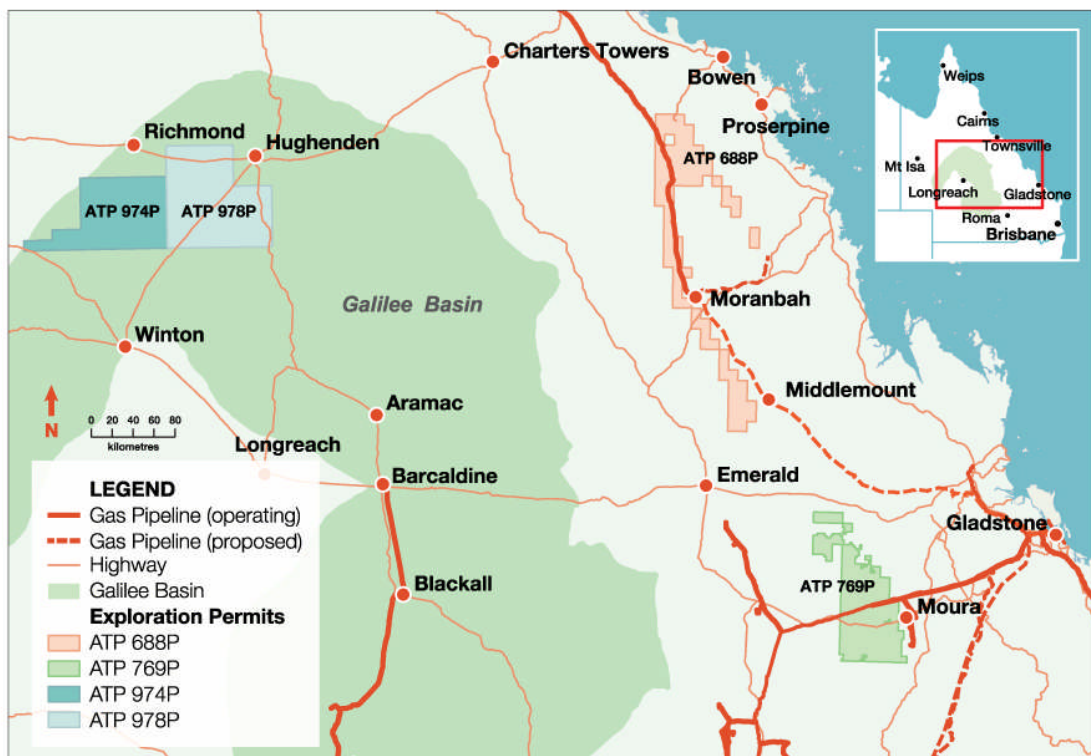 Charters Towers
Bowen
Proserpine
Richmond
Hughenden
ATP 688P
ATP 974P
ATP 978P
Galilee Basin
Moranbah
Winton
Middlemount
Aramac
N
0 20 40 60 80
kilometres
Longreach
Barcaldine
Emerald
Gladstone
Blackall
ATP 769P
Moura
LEGEND
Gas Pipeline (operating)
Gas Pipeline (proposed)
Highway
Galilee Basin
Exploration Permits
ATP 688P
ATP 769P
ATP 974P
ATP 978P
Weips
Cairns
Townsville
Mt Isa
Longreach
Gladstone
Roma
Brisbane